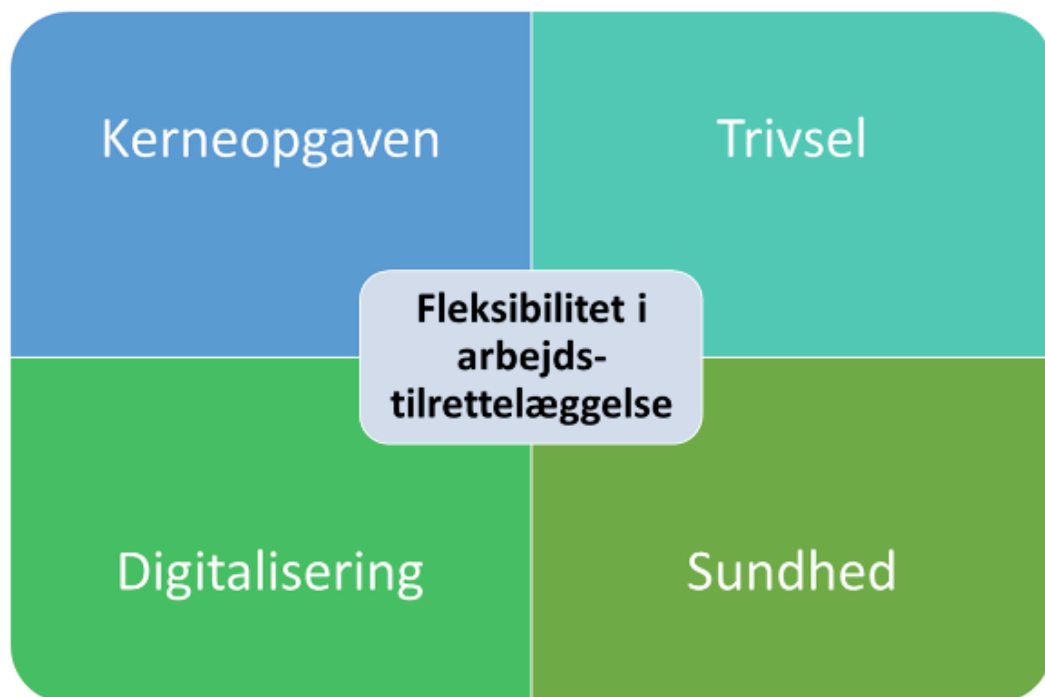 Kerneopgaven
Trivsel
Fleksibilitet i
arbejds-
tilrettelæggelse
Digitalisering
Sundhed